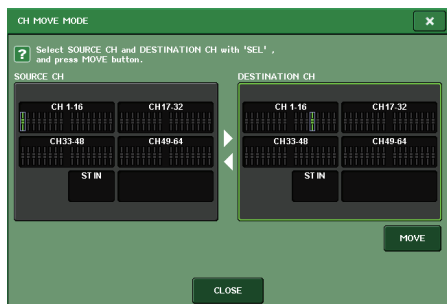 CH MOVE MODE
×
? Select SOURCE CH and DESTINATION CH with 'SEL' ,
and press MOVE button.
SOURCE CH
DESTINATION CH
CH 1-16
CH17-32
CH33-48
CH49-64
ST IN
CH 1-16
CH17-32
CH33-48
CH49-64
ST IN
MOVE
CLOSE